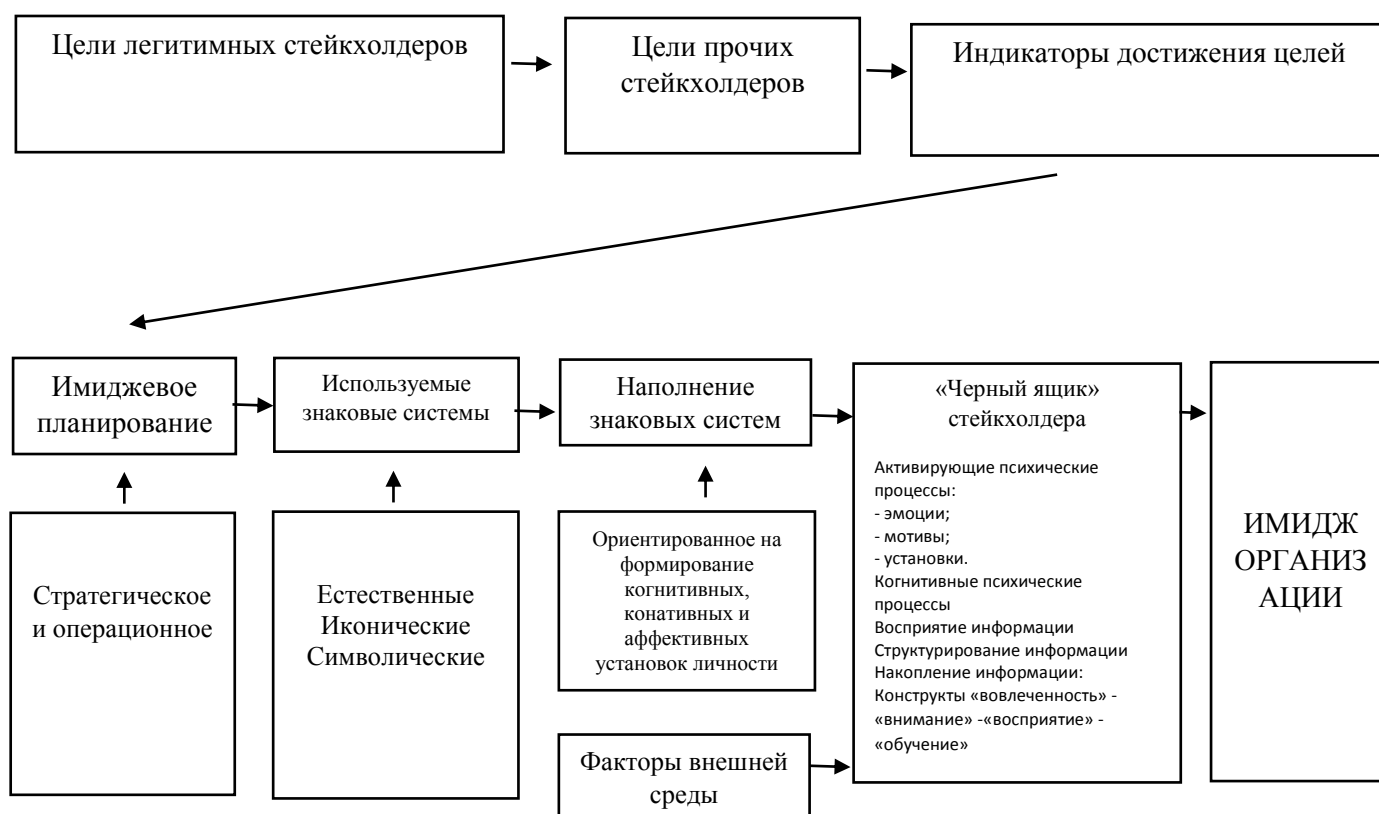 Цели легитимных стейкхолдеров
Цели прочих
стейкхолдеров
Индикаторы достижения целей
Имиджевое
планирование
Используемые
знаковые системы
Наполнение
знаковых систем
«Черный ящик»
стейкхолдера
Активирующие психические
процессы:
- эмоции;
- мотивы;
- установки.
Когнитивные психические
процессы
Восприятие информации
Структурирование информации
Накопление информации:
Конструкты «вовлеченность» -
«внимание» -«восприятие» -
«обучение»
ИМИДЖ
ОРГАНИЗ
АЦИИ
Стратегическое
и операционное
Естественные
Иконические
Символические
Ориентированное на
формирование
когнитивных,
конативных и
аффективных
установок личности
Факторы внешней
среды